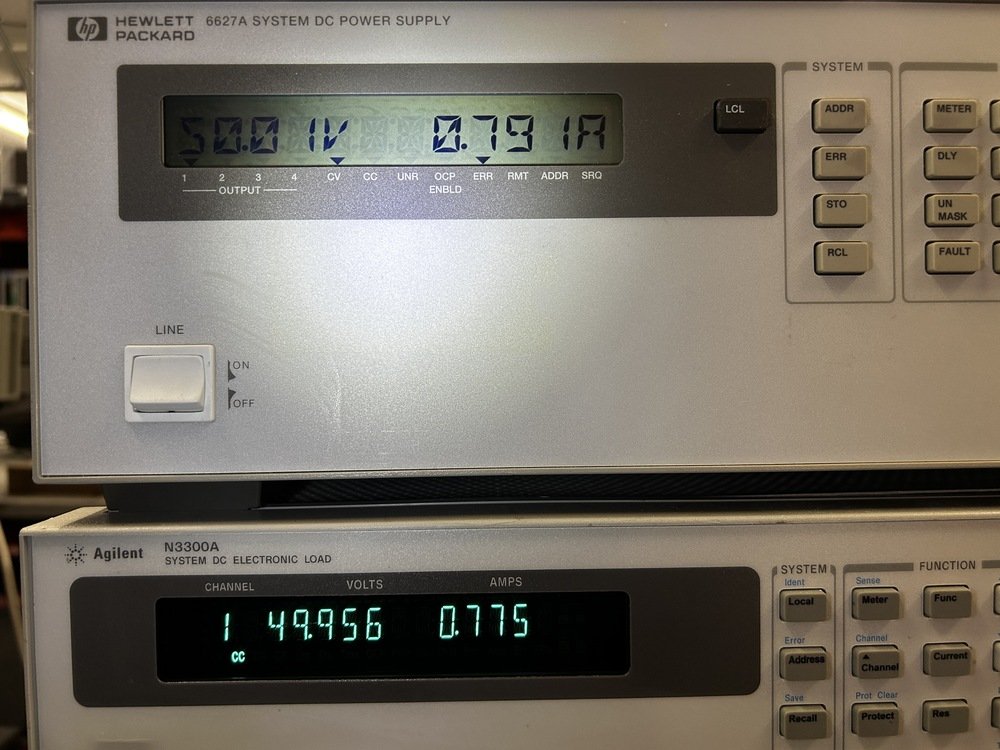 hp HEWLETT PACKARD 6627A SYSTEM DC POWER SUPPLY
50.01V 0.791A
1 2 3 4 CV CC UNR OCP ENBLD ERR RMT ADDR SRQ
OUTPUT
LCL
SYSTEM
ADDR
ERR
STO
RCL
METER
DLY
UN MASK
FAULT
LINE
ON
OFF
Agilent N3300A
SYSTEM DC ELECTRONIC LOAD
CHANNEL VOLTS AMPS
1 49.956 0.775
CC
SYSTEM
Ident
Local
Error
Address
Save
Recall
FUNCTION
Sense
Meter
Func
Channel
Channel
Current
Prot Clear
Protect
Res